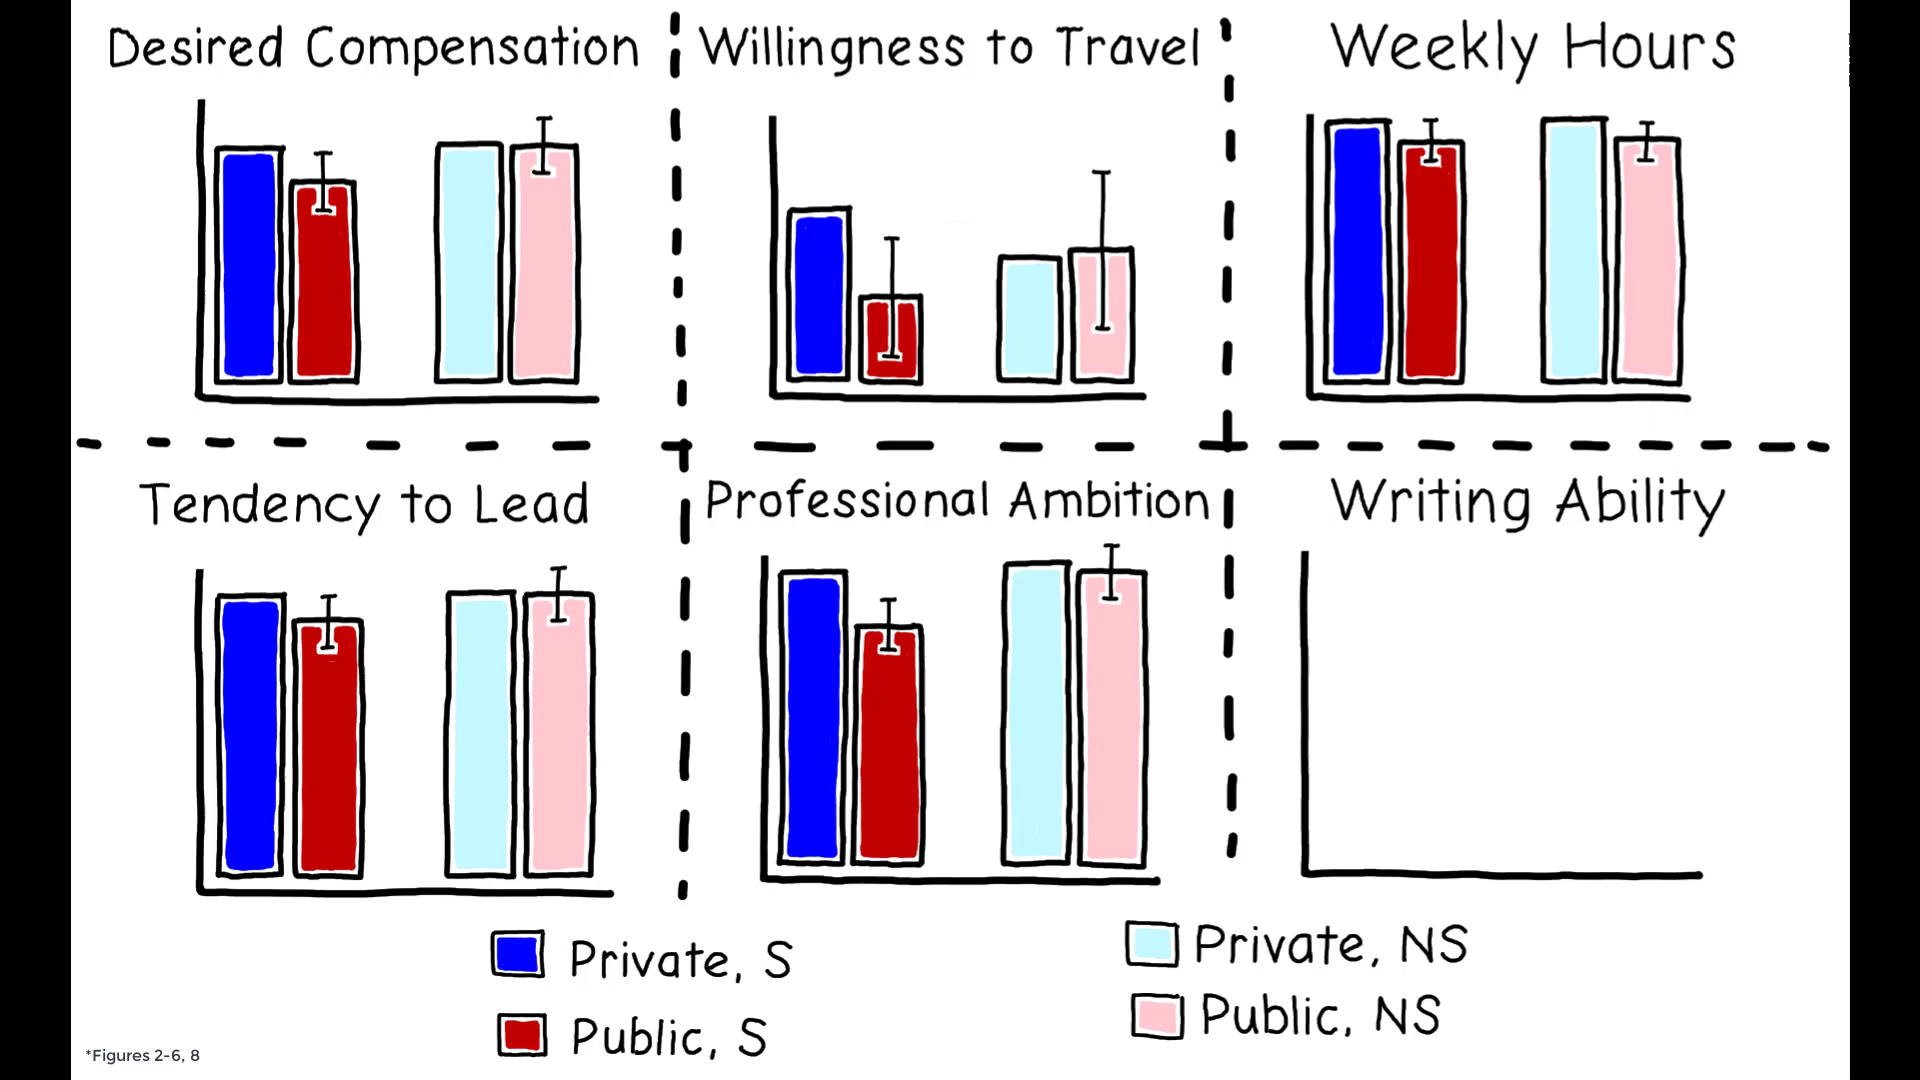 Desired Compensation
Willingness to Travel
Weekly Hours
Tendency to Lead
Professional Ambition
Writing Ability
Private, S
Public, S
Private, NS
Public, NS
*Figures 2-6, 8